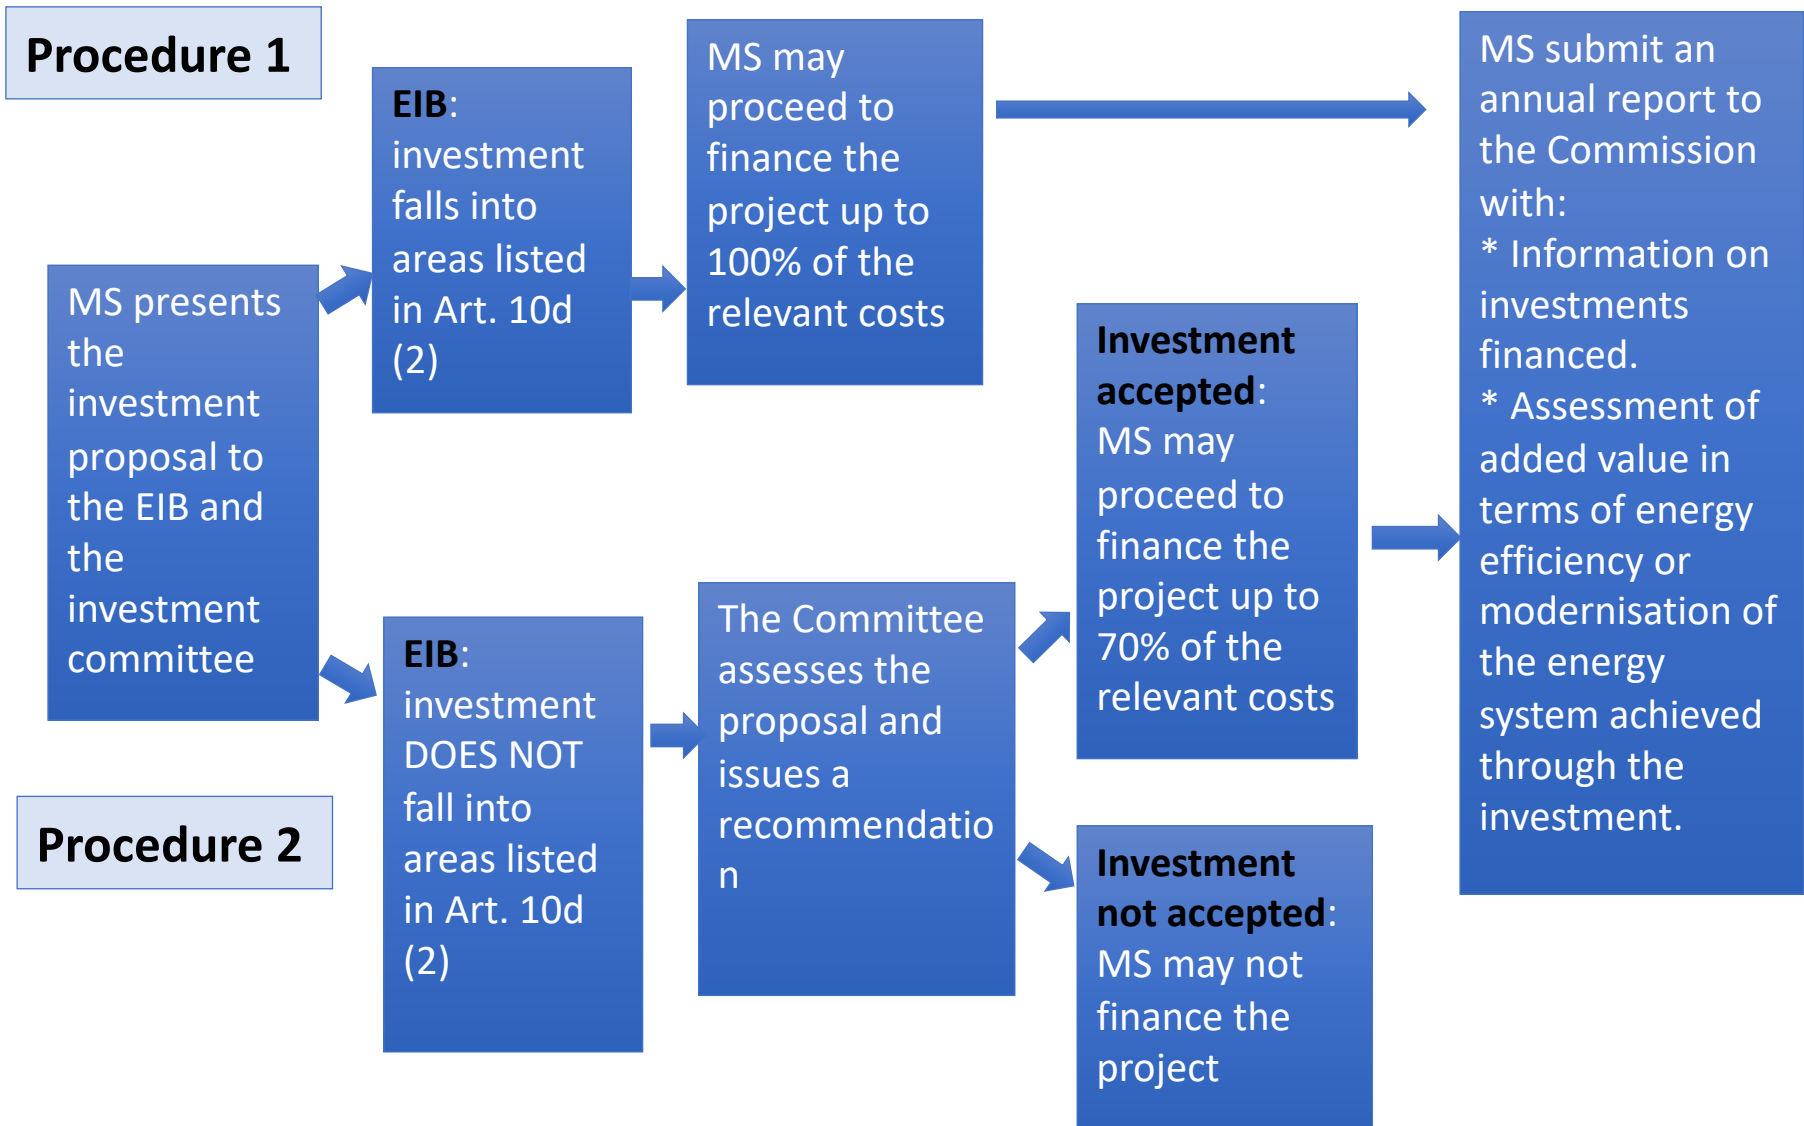 Procedure 1
MS presents
the
investment
proposal to
the EIB and
the
investment
committee
EIB:
investment
falls into
areas listed
in Art. 10d
(2)
MS may
proceed to
finance the
project up to
100% of the
relevant costs
Procedure 2
EIB:
investment
DOES NOT
fall into
areas listed
in Art. 10d
(2)
The Committee
assesses the
proposal and
issues a
recommendatio
n
Investment
accepted:
MS may
proceed to
finance the
project up to
70% of the
relevant costs
Investment
not accepted:
MS may not
finance the
project
MS submit an
annual report to
the Commission
with:
* Information on
investments
financed.
* Assessment of
added value in
terms of energy
efficiency or
modernisation of
the energy
system achieved
through the
investment.